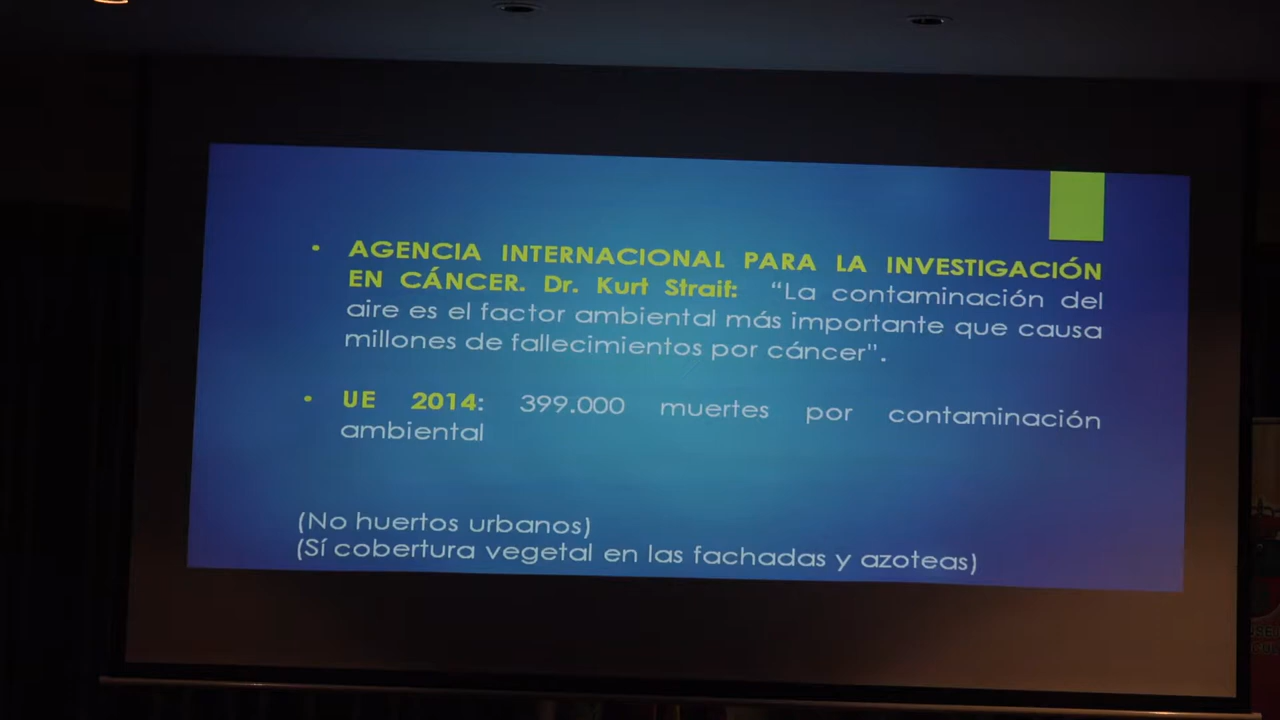 • AGENCIA INTERNACIONAL PARA LA INVESTIGACIÓN
EN CÁNCER. Dr. Kurt Straif: “La contaminación del
aire es el factor ambiental más importante que causa
millones de fallecimientos por cáncer".
• UE 2014: 399.000 muertes por contaminación
ambiental
(No huertos urbanos)
(Sí cobertura vegetal en las fachadas y azoteas)